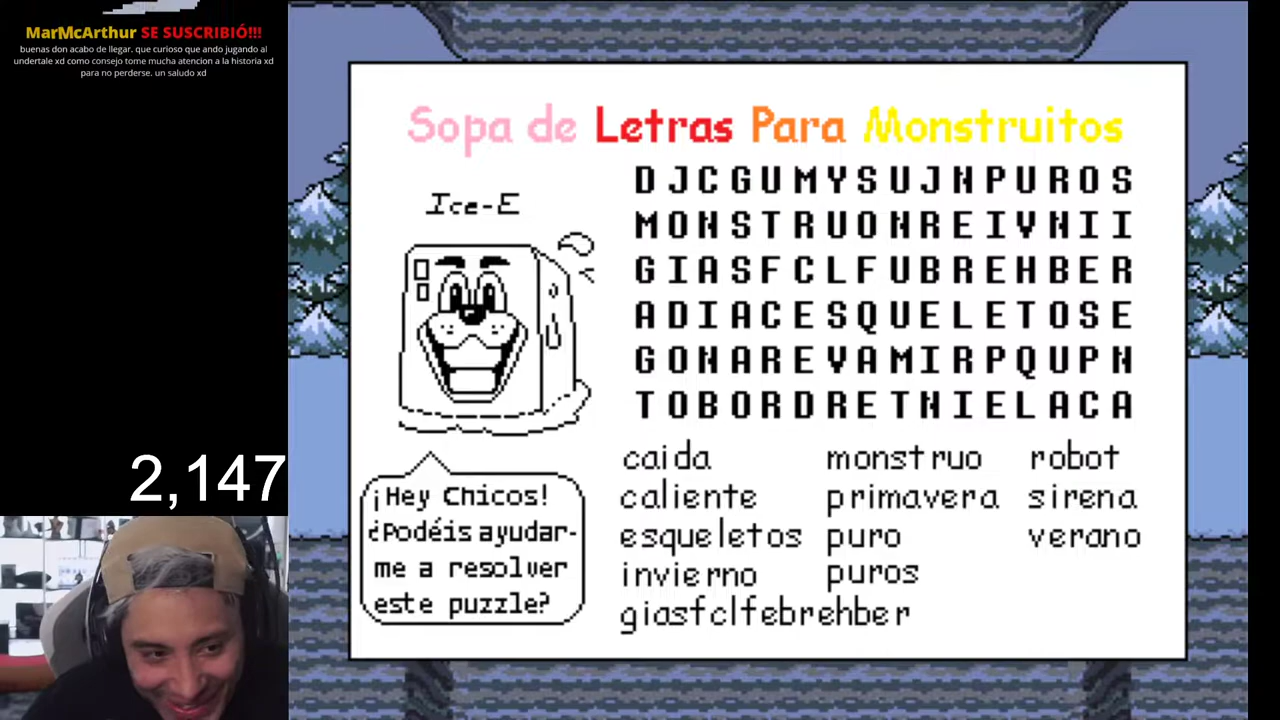 MarMcArthur SE SUSCRIBIÓ!!!
buenas don acabo de llegar. que curioso que ando jugando al
undertale xd como consejo tome mucha atencion a la historia xd
para no perderse. un saludo xd
Sopa de Letras Para Monstruitos
Ice-E
D J C G U M Y S U J N P U R O S
M O N S T R U O N R E I V N I I
G I A S F C L F U B R E H B E R
A D I A C E S Q U E L E T O S E
G O N A R E V A M I R P Q U P N
T O B O R D R E T N I E L A C A
caida monstruo robot
caliente primavera sirena
esqueletos puro verano
invierno puros
giasfclfebrehber
¡Hey Chicos!
¿Podéis ayudar-
me a resolver
este puzzle?
2,147